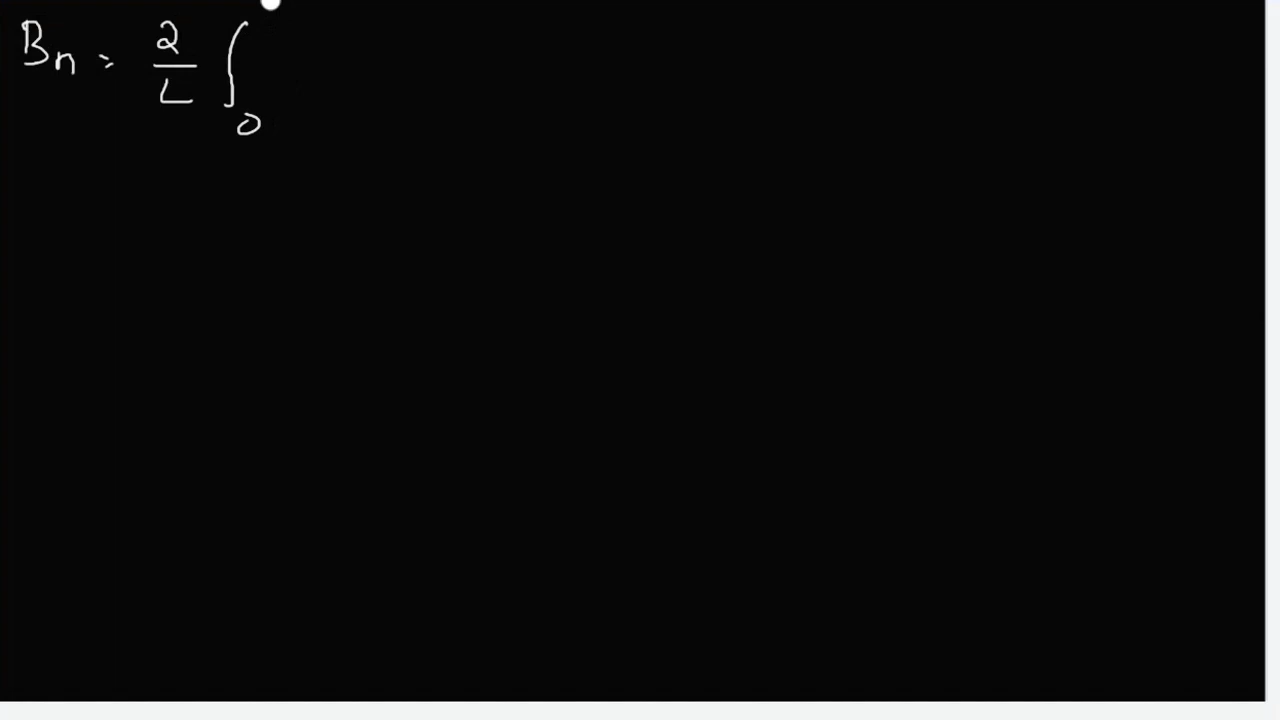 Bn = 2/L ∫0